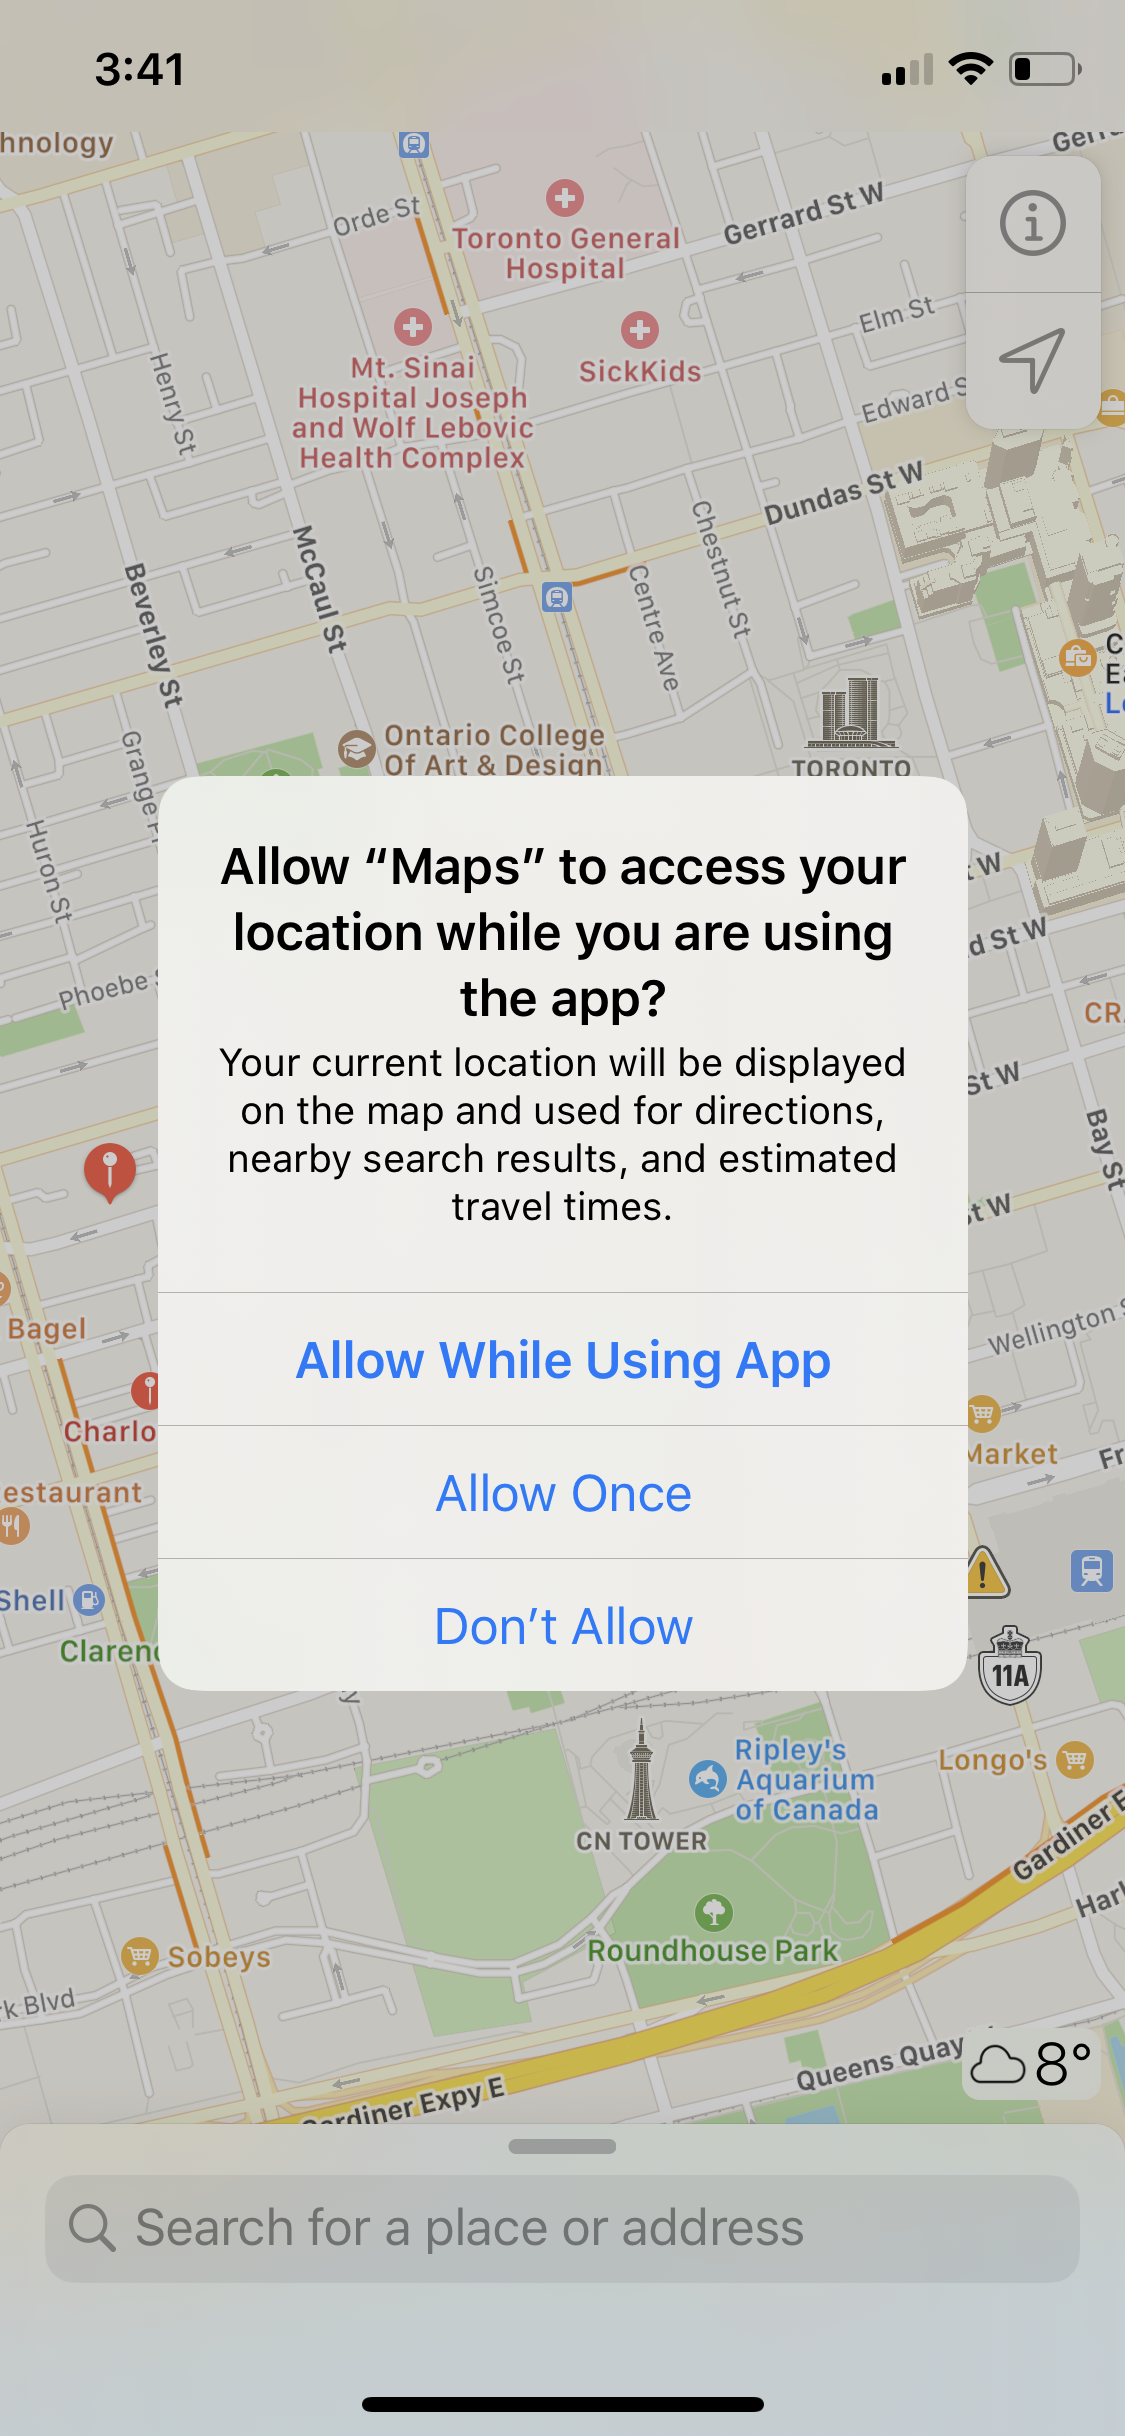 3:41
hnology
Orde St
Toronto General
Hospital
Gerrard St W
Elm St
Mt. Sinai
Hospital Joseph
and Wolf Lebovic
Health Complex
SickKids
Edward S
Henry St
Dundas St W
Chestnut St
McCaul St
Beverley St
Simcoe St
Centre Ave
C
Ea
Lo
Grange P
Ontario College
Of Art & Design
TORONTO
Huron St
t W
d St W
Phoebe S
CR
St W
Bay St
St W
Allow “Maps” to access your
location while you are using
the app?
Your current location will be displayed
on the map and used for directions,
nearby search results, and estimated
travel times.
Allow While Using App
Allow Once
Don’t Allow
Bagel
Wellington S
Charlo
Market
Fr
estaurant
Shell
Claren
11A
y
CN TOWER
Ripley's
Aquarium
of Canada
Longo's
Gardiner E
Harl
Roundhouse Park
Sobeys
rk Blvd
Queens Quay
8°
Gardiner Expy E
Search for a place or address